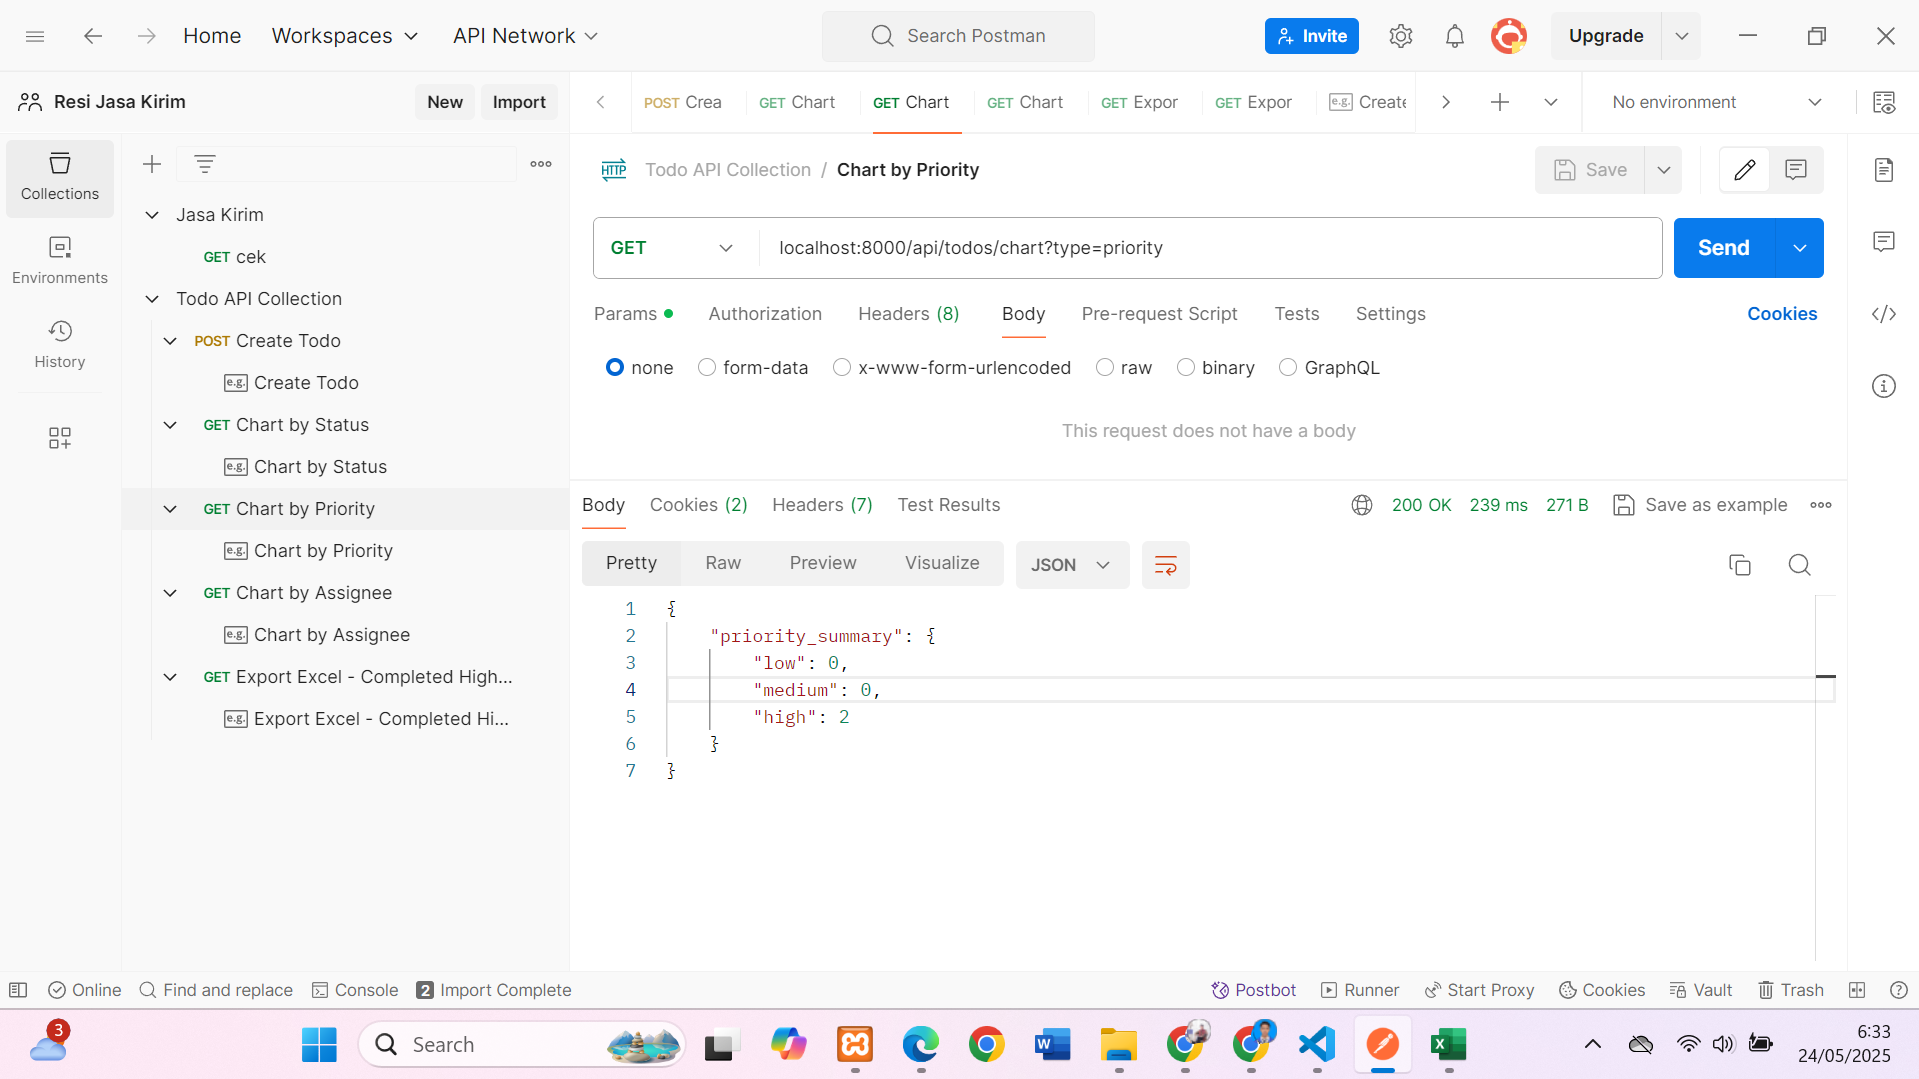 Home
Workspaces
API Network
Search Postman
Invite
Upgrade
Resi Jasa Kirim
New
Import
POST Crea
GET Chart
GET Chart
GET Chart
GET Expor
GET Expor
e.g. Create
No environment
Collections
Environments
History
Jasa Kirim
GET cek
Todo API Collection
POST Create Todo
e.g. Create Todo
GET Chart by Status
e.g. Chart by Status
GET Chart by Priority
e.g. Chart by Priority
GET Chart by Assignee
e.g. Chart by Assignee
GET Export Excel - Completed High...
e.g. Export Excel - Completed Hi...
HTTP Todo API Collection / Chart by Priority
Save
GET
localhost:8000/api/todos/chart?type=priority
Send
Params
Authorization
Headers (8)
Body
Pre-request Script
Tests
Settings
Cookies
none
form-data
x-www-form-urlencoded
raw
binary
GraphQL
This request does not have a body
Body
Cookies (2)
Headers (7)
Test Results
200 OK
239 ms
271 B
Save as example
Pretty
Raw
Preview
Visualize
JSON
1 {
2 "priority_summary": {
3 "low": 0,
4 "medium": 0,
5 "high": 2
6 }
7 }
Online
Find and replace
Console
2 Import Complete
Postbot
Runner
Start Proxy
Cookies
Vault
Trash
3
Search
6:33
24/05/2025